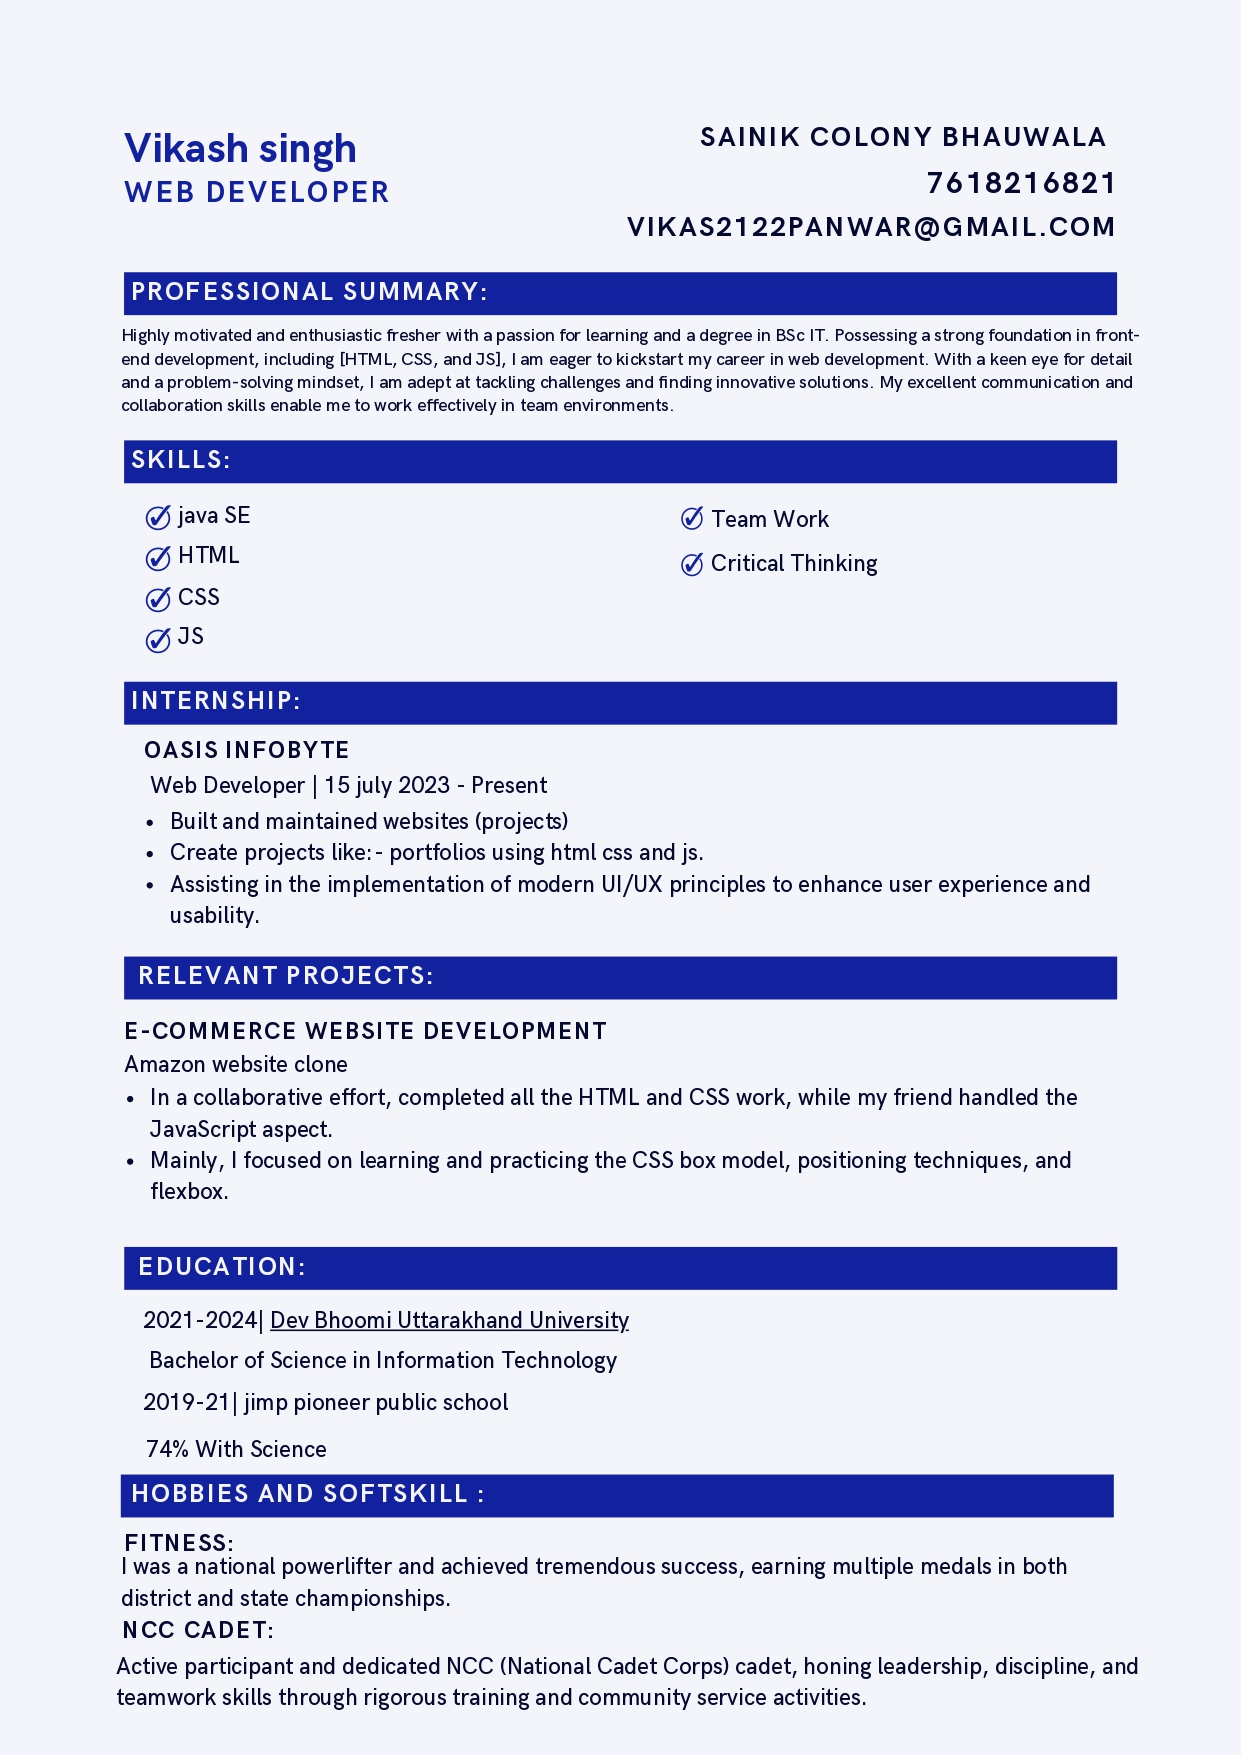 Vikash singh
WEB DEVELOPER
SAINIK COLONY BHAUWALA
7618216821
VIKAS2122PANWAR@GMAIL.COM
PROFESSIONAL SUMMARY:
Highly motivated and enthusiastic fresher with a passion for learning and a degree in BSc IT. Possessing a strong foundation in front-
end development, including [HTML, CSS, and JS], I am eager to kickstart my career in web development. With a keen eye for detail
and a problem-solving mindset, I am adept at tackling challenges and finding innovative solutions. My excellent communication and
collaboration skills enable me to work effectively in team environments.
SKILLS:
java SE
HTML
CSS
JS
Team Work
Critical Thinking
INTERNSHIP:
OASIS INFOBYTE
Web Developer | 15 july 2023 - Present
• Built and maintained websites (projects)
• Create projects like:- portfolios using html css and js.
• Assisting in the implementation of modern UI/UX principles to enhance user experience and
usability.
RELEVANT PROJECTS:
E-COMMERCE WEBSITE DEVELOPMENT
Amazon website clone
• In a collaborative effort, completed all the HTML and CSS work, while my friend handled the
JavaScript aspect.
• Mainly, I focused on learning and practicing the CSS box model, positioning techniques, and
flexbox.
EDUCATION:
2021-2024| Dev Bhoomi Uttarakhand University
Bachelor of Science in Information Technology
2019-21| jimp pioneer public school
74% With Science
HOBBIES AND SOFTSKILL :
FITNESS:
I was a national powerlifter and achieved tremendous success, earning multiple medals in both
district and state championships.
NCC CADET:
Active participant and dedicated NCC (National Cadet Corps) cadet, honing leadership, discipline, and
teamwork skills through rigorous training and community service activities.